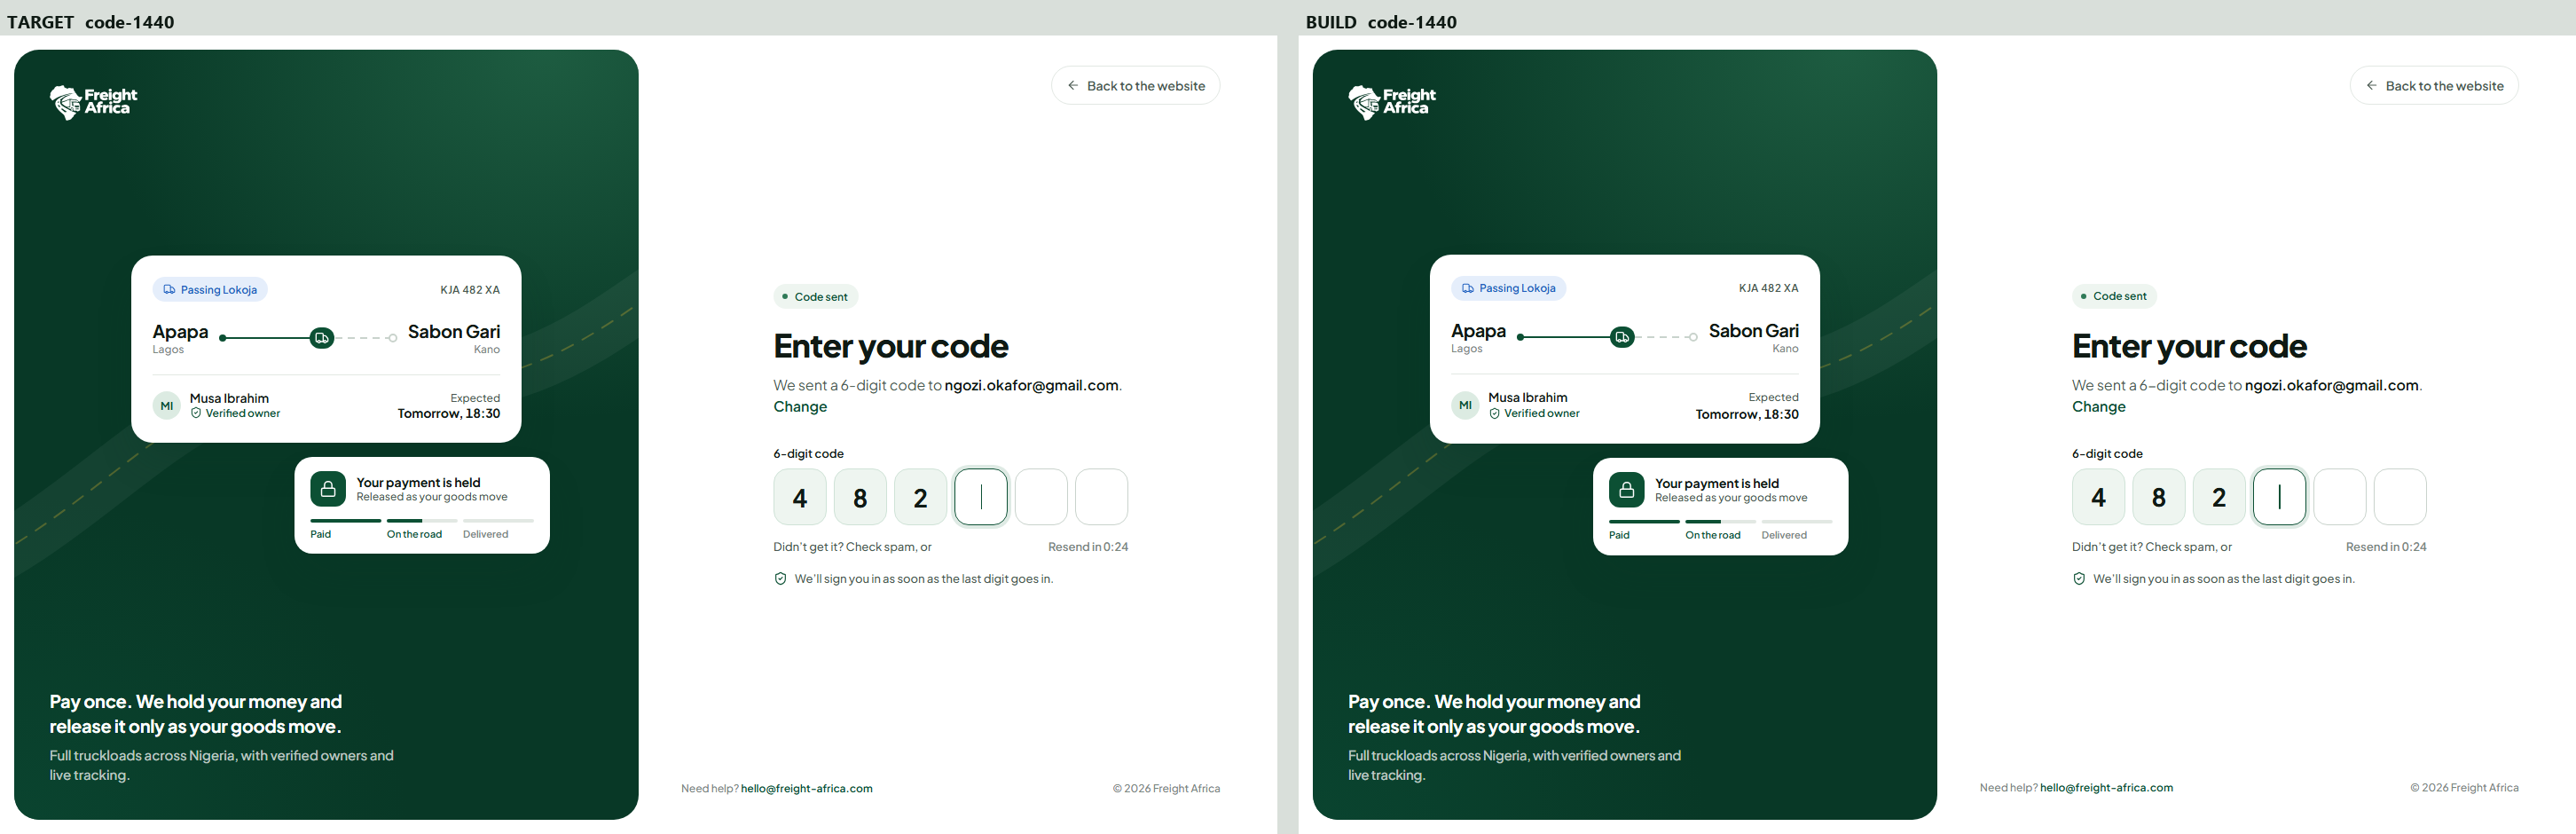 TARGET code-1440
Freight
Africa
Back to the website
Passing Lokoja
KJA 482 XA
Apapa
Sabon Gari
Lagos
Kano
MI
Musa Ibrahim
Verified owner
Expected
Tomorrow, 18:30
Your payment is held
Released as your goods move
Paid
On the road
Delivered
Code sent
Enter your code
We sent a 6-digit code to ngozi.okafor@gmail.com.
Change
6-digit code
4 8 2
Didn't get it? Check spam, or
Resend in 0:24
We'll sign you in as soon as the last digit goes in.
Pay once. We hold your money and
release it only as your goods move.
Full truckloads across Nigeria, with verified owners and
live tracking.
Need help? hello@freight-africa.com
© 2026 Freight Africa
BUILD code-1440
Freight
Africa
Back to the website
Passing Lokoja
KJA 482 XA
Apapa
Sabon Gari
Lagos
Kano
MI
Musa Ibrahim
Verified owner
Expected
Tomorrow, 18:30
Your payment is held
Released as your goods move
Paid
On the road
Delivered
Code sent
Enter your code
We sent a 6-digit code to ngozi.okafor@gmail.com.
Change
6-digit code
4 8 2
Didn't get it? Check spam, or
Resend in 0:24
We'll sign you in as soon as the last digit goes in.
Pay once. We hold your money and
release it only as your goods move.
Full truckloads across Nigeria, with verified owners and
live tracking.
Need help? hello@freight-africa.com
© 2026 Freight Africa